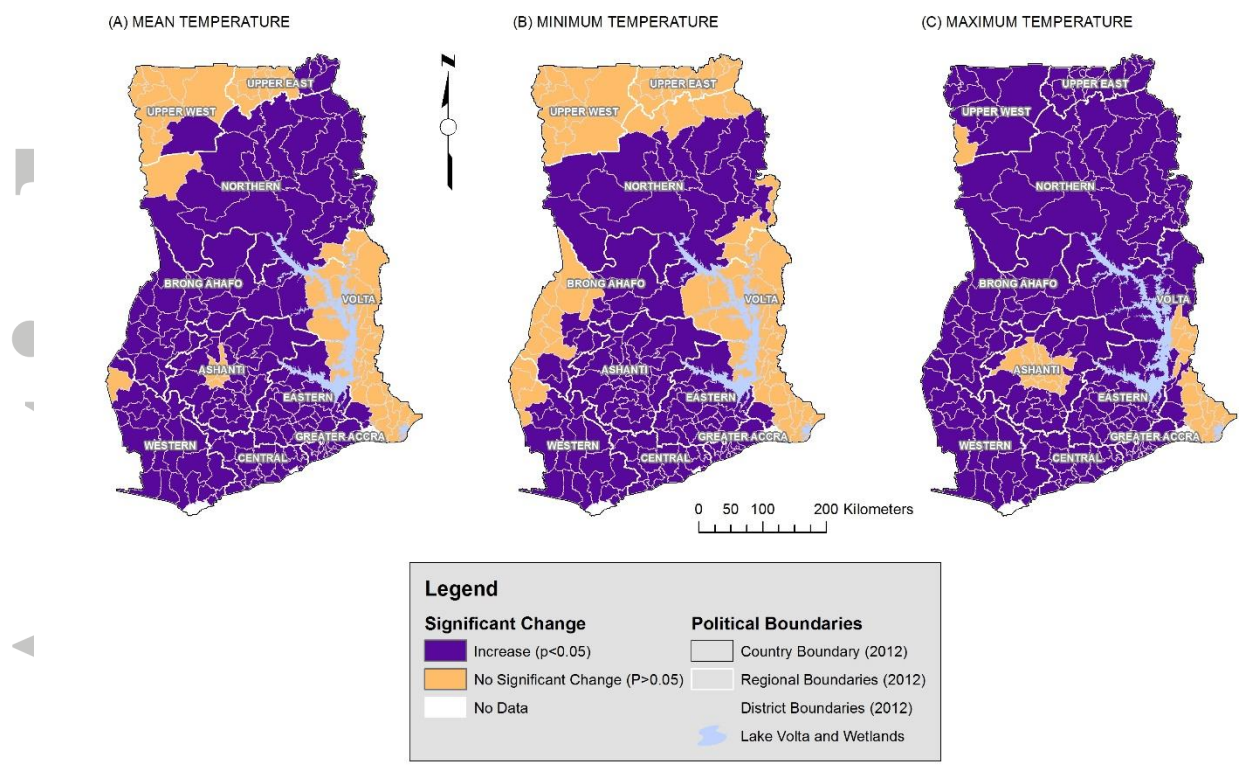 (A) MEAN TEMPERATURE
(B) MINIMUM TEMPERATURE
(C) MAXIMUM TEMPERATURE
N
UPPER EAST
UPPER WEST
NORTHERN
BRONG AHAFO
VOLTA
ASHANTI
EASTERN
GREATER ACCRA
WESTERN
CENTRAL
UPPER EAST
UPPER WEST
NORTHERN
BRONG AHAFO
VOLTA
ASHANTI
EASTERN
GREATER ACCRA
WESTERN
CENTRAL
UPPER EAST
UPPER WEST
NORTHERN
BRONG AHAFO
VOLTA
ASHANTI
EASTERN
GREATER ACCRA
WESTERN
CENTRAL
0 50 100 200 Kilometers
Legend
Significant Change
Increase (p<0.05)
No Significant Change (P>0.05)
No Data
Political Boundaries
Country Boundary (2012)
Regional Boundaries (2012)
District Boundaries (2012)
Lake Volta and Wetlands